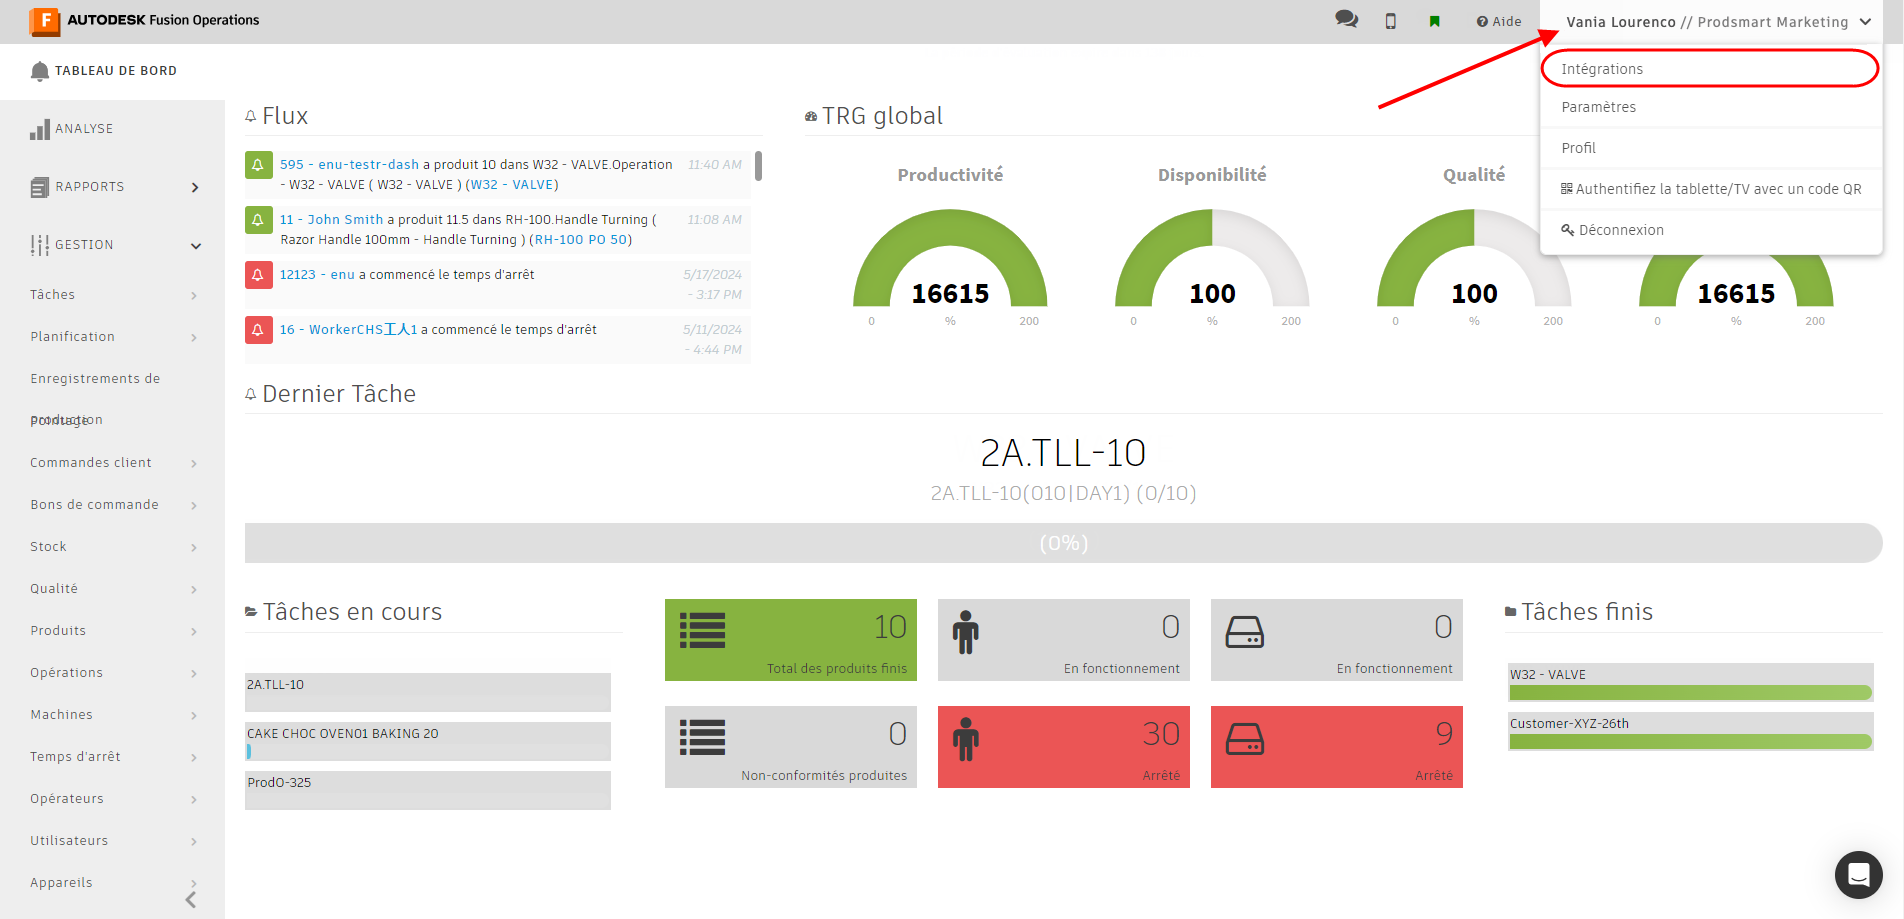 AUTODESK Fusion Operations
Aide
Vania Lourenco // Prodsmart Marketing
Intégrations
Paramètres
Profil
Authentifiez la tablette/TV avec un code QR
Déconnexion
TABLEAU DE BORD
ANALYSE
RAPPORTS
GESTION
Tâches
Planification
Enregistrements de
production
Pointage
Commandes client
Bons de commande
Stock
Qualité
Produits
Opérations
Machines
Temps d'arrêt
Opérateurs
Utilisateurs
Appareils
Flux
595 - enu-testr-dash a produit 10 dans W32 - VALVE.Operation
- W32 - VALVE ( W32 - VALVE ) (W32 - VALVE)
11:40 AM
11 - John Smith a produit 11.5 dans RH-100.Handle Turning (
Razor Handle 100mm - Handle Turning ) (RH-100 PO 50)
11:08 AM
12123 - enu a commencé le temps d'arrêt
5/17/2024
- 3:17 PM
16 - WorkerCHS工人1 a commencé le temps d'arrêt
5/11/2024
- 4:44 PM
TRG global
Productivité
16615
0 % 200
Disponibilité
100
0 % 200
Qualité
100
0 % 200
16615
0 % 200
Dernier Tâche
2A.TLL-10
2A.TLL-10(010|DAY1) (0/10)
(0%)
Tâches en cours
2A.TLL-10
CAKE CHOC OVEN01 BAKING 20
ProdO-325
10
Total des produits finis
0
En fonctionnement
0
En fonctionnement
0
Non-conformités produites
30
Arrêté
9
Arrêté
Tâches finis
W32 - VALVE
Customer-XYZ-26th